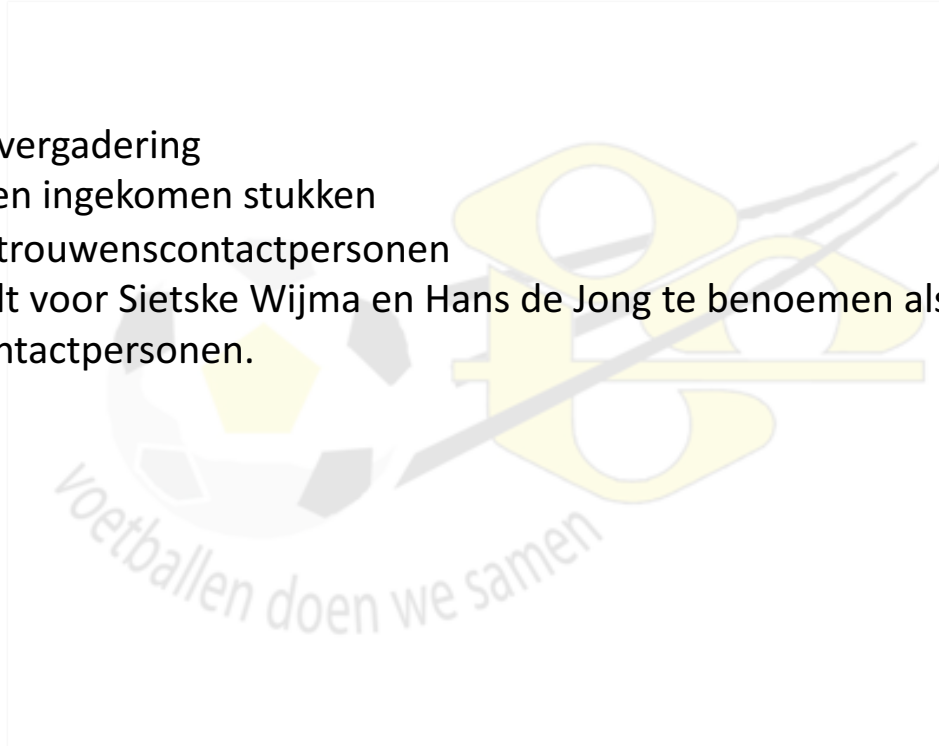 vergadering
en ingekomen stukken
trouwenscontactpersonen
dt voor Sietske Wijma en Hans de Jong te benoemen als
ntactpersonen.
voetballen doen we samen